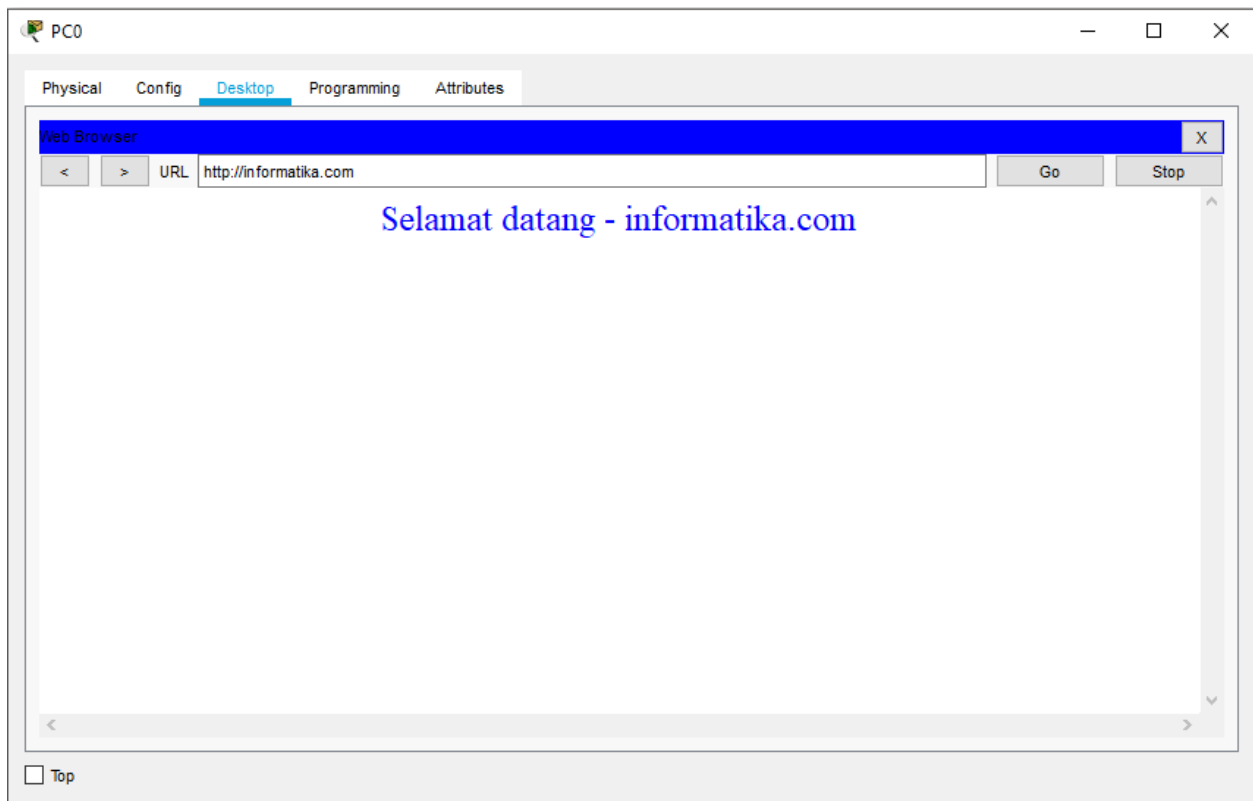 PC0
Physical Config Desktop Programming Attributes
Web Browser X
< > URL http://informatika.com Go Stop
Selamat datang - informatika.com
Top